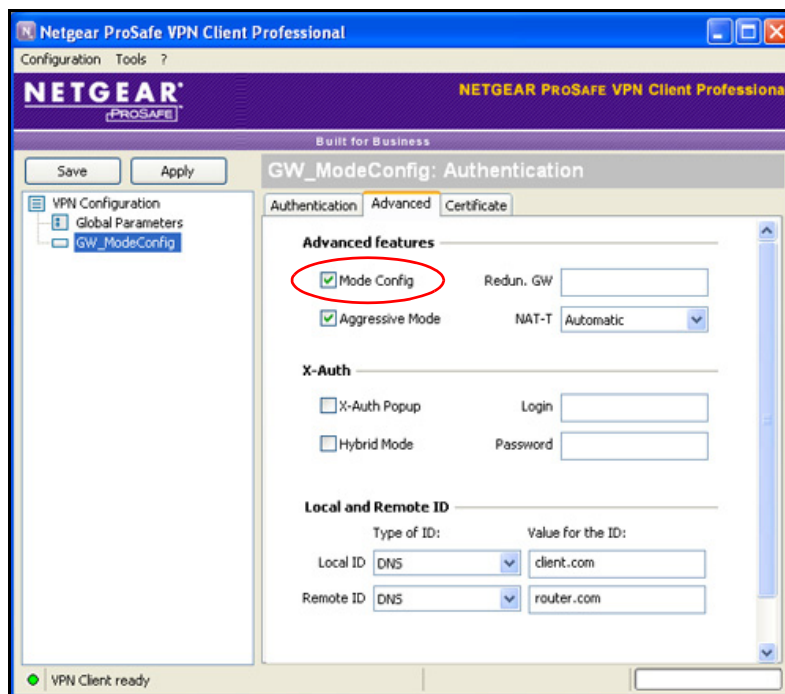 Netgear ProSafe VPN Client Professional
Configuration Tools ?
NETGEAR®
PROSAFE
NETGEAR PROSAFE VPN Client Professiona
Built for Business
Save Apply
GW_ModeConfig: Authentication
VPN Configuration
Global Parameters
GW_ModeConfig
Authentication Advanced Certificate
Advanced features
Mode Config Redun. GW
Aggressive Mode NAT-T Automatic
X-Auth
X-Auth Popup Login
Hybrid Mode Password
Local and Remote ID
Type of ID: Value for the ID:
Local ID DNS client.com
Remote ID DNS router.com
VPN Client ready